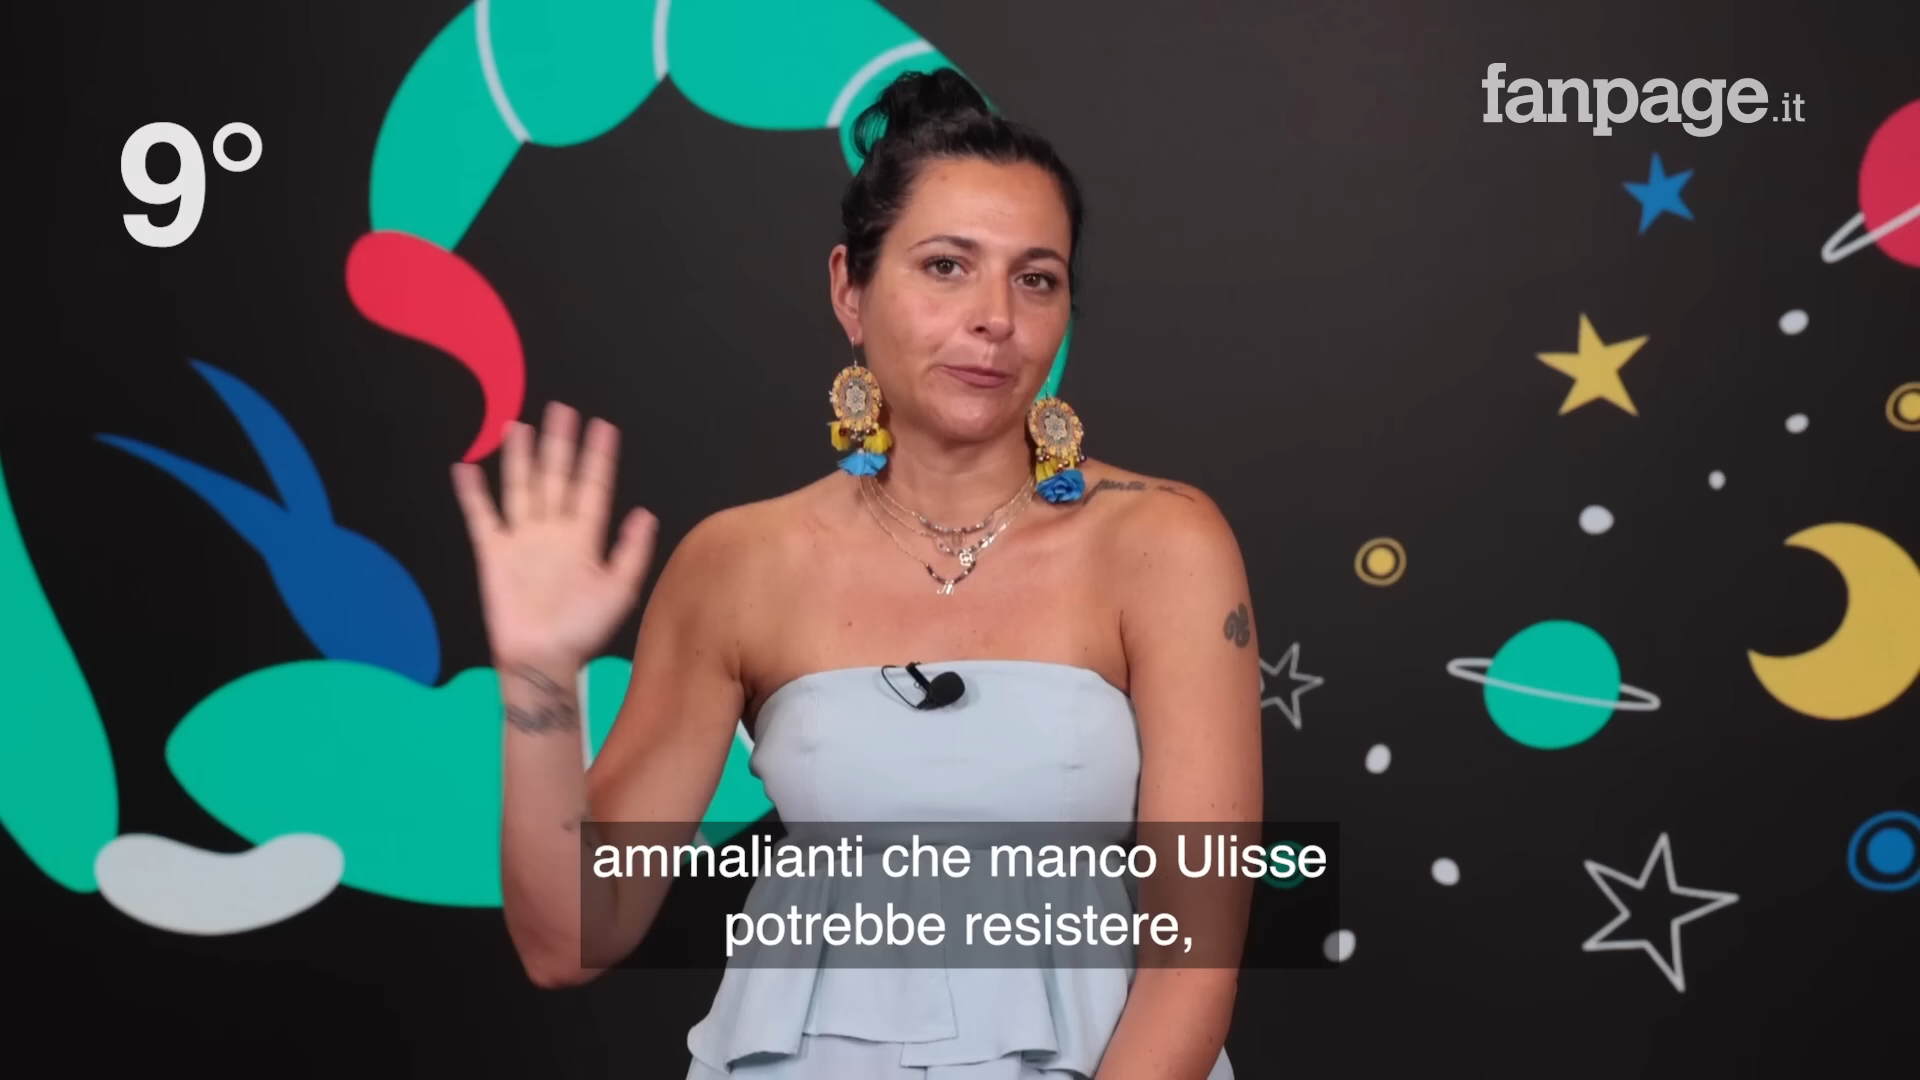 9°
fanpage.it
ammalianti che manco Ulisse
potrebbe resistere,